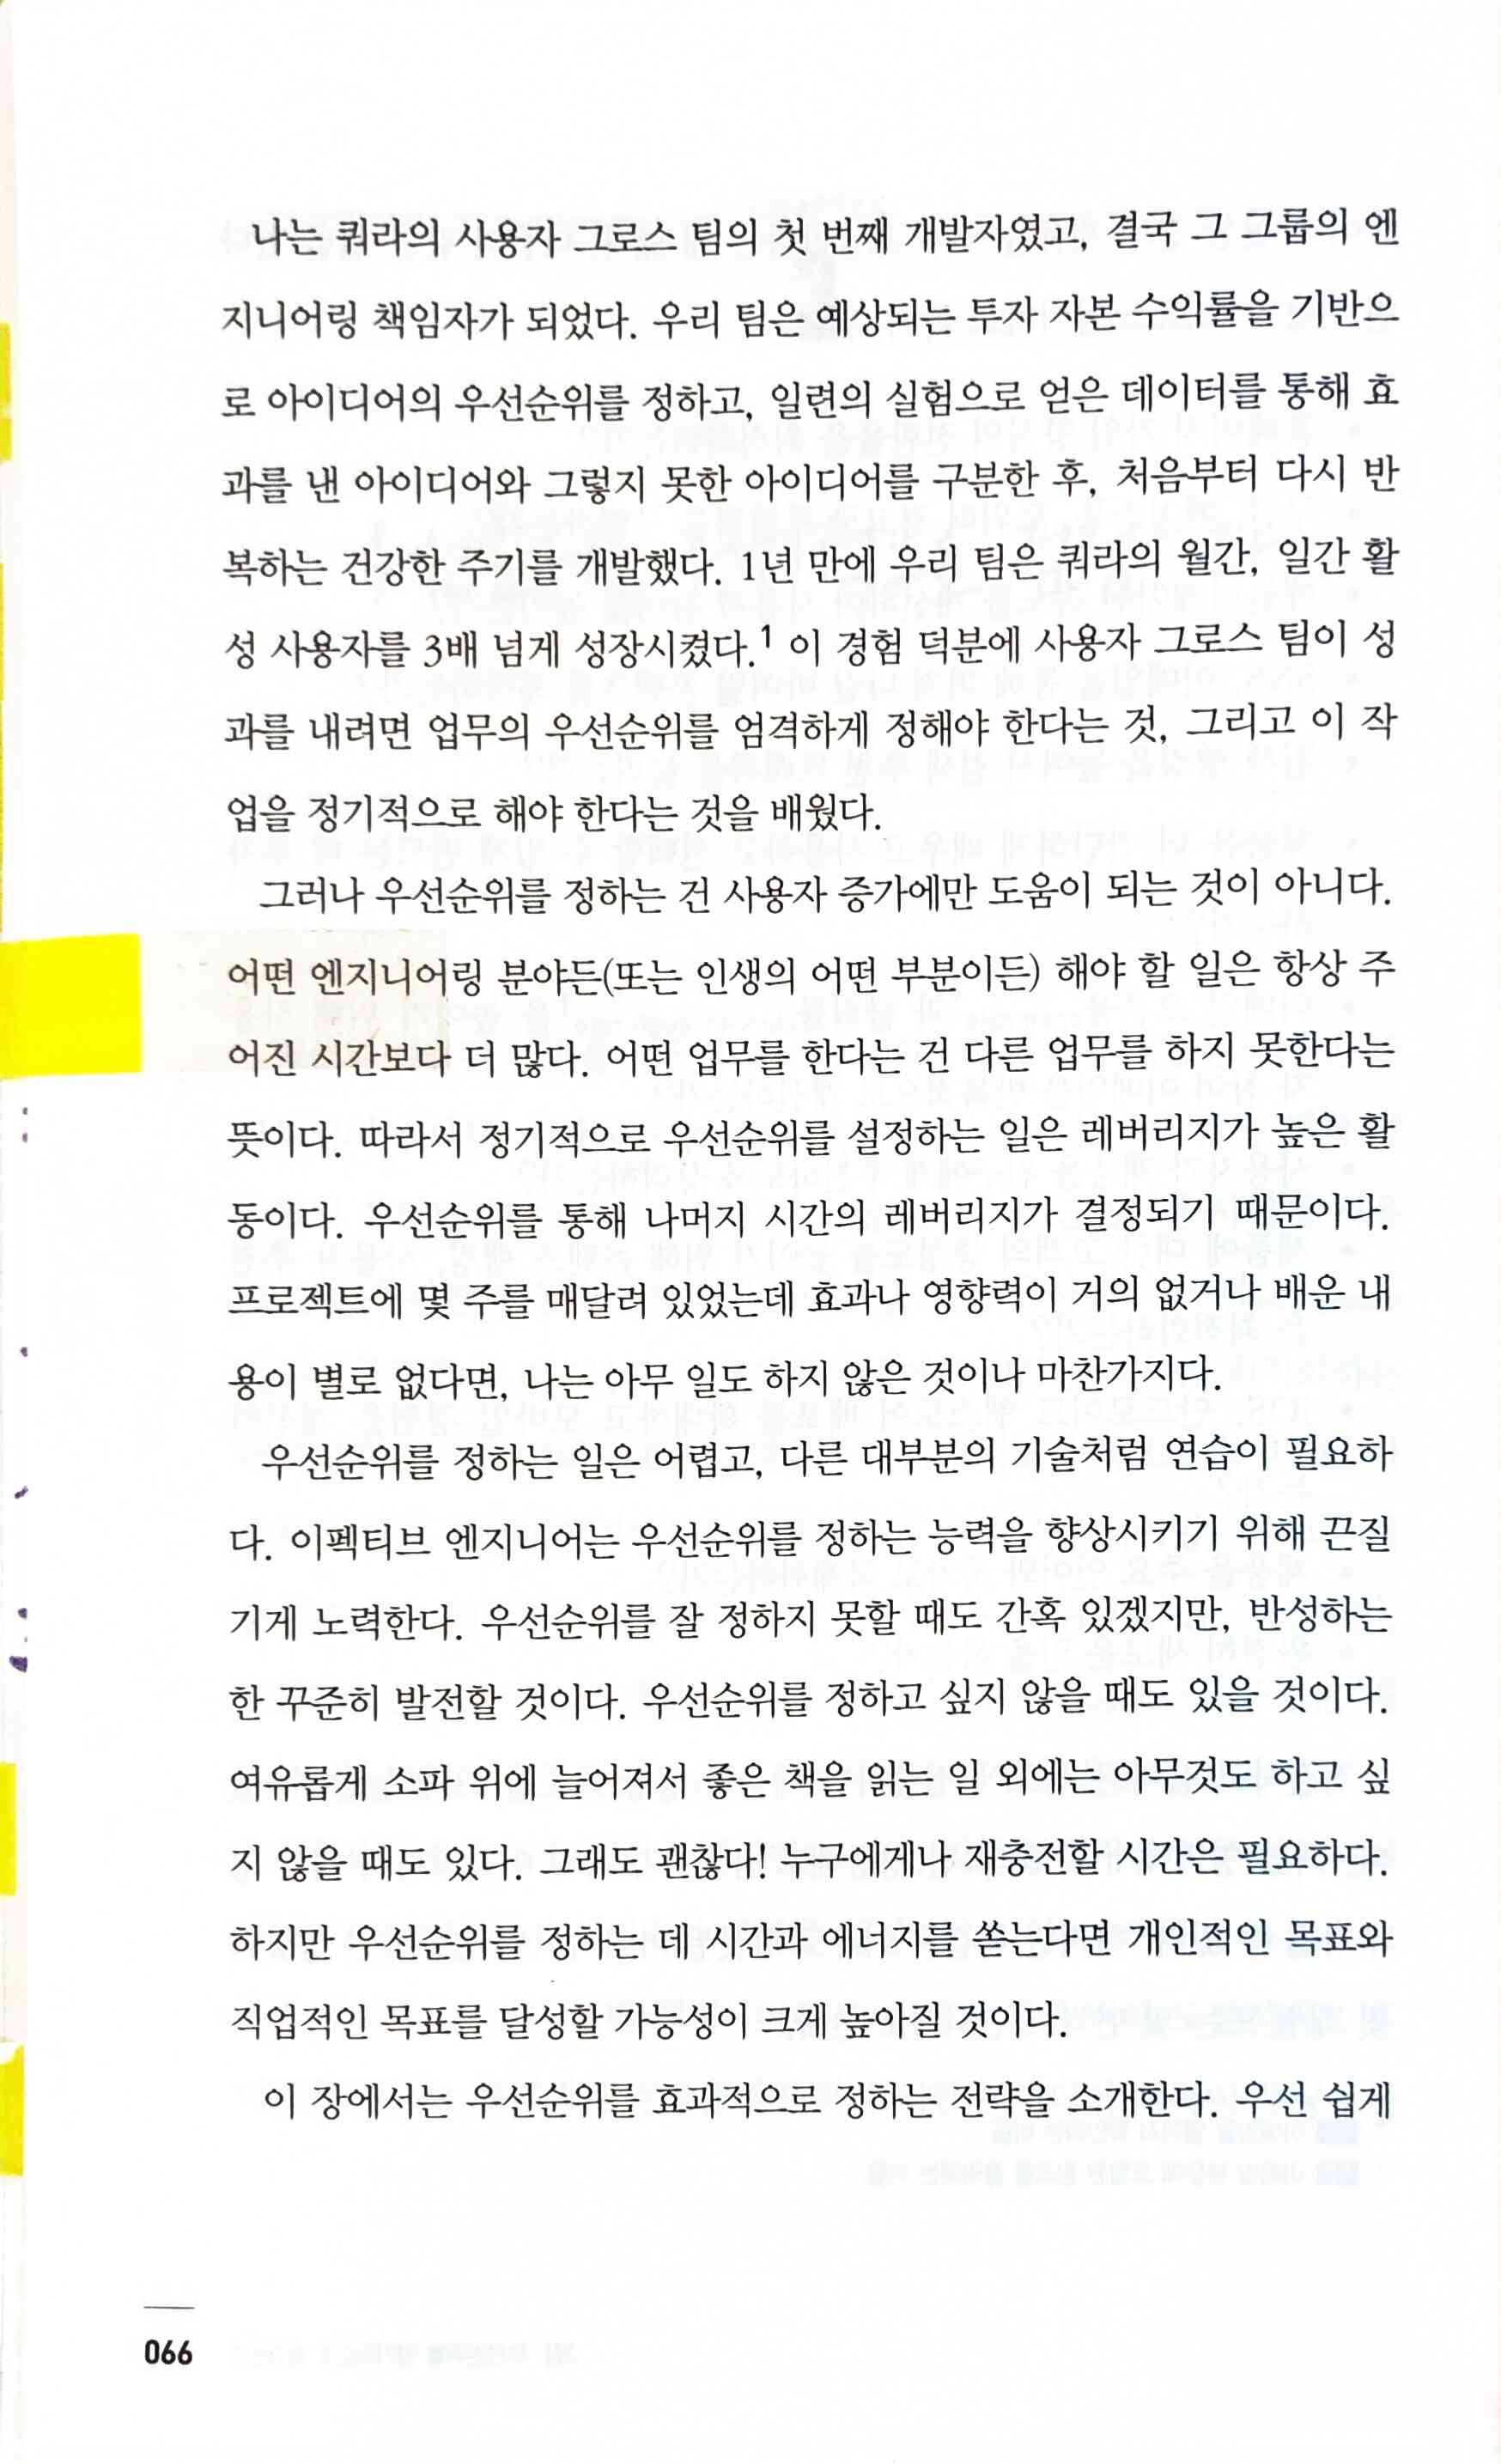 나는 쿼라의 사용자 그로스 팀의 첫 번째 개발자였고, 결국 그 그룹의 엔
지니어링 책임자가 되었다. 우리 팀은 예상되는 투자 자본 수익률을 기반으
로 아이디어의 우선순위를 정하고, 일련의 실험으로 얻은 데이터를 통해 효
과를 낸 아이디어와 그렇지 못한 아이디어를 구분한 후, 처음부터 다시 반
복하는 건강한 주기를 개발했다. 1년 만에 우리 팀은 쿼라의 월간, 일간 활
성 사용자를 3배 넘게 성장시켰다.¹ 이 경험 덕분에 사용자 그로스 팀이 성
과를 내려면 업무의 우선순위를 엄격하게 정해야 한다는 것, 그리고 이 작
업을 정기적으로 해야 한다는 것을 배웠다.
그러나 우선순위를 정하는 건 사용자 증가에만 도움이 되는 것이 아니다.
어떤 엔지니어링 분야든(또는 인생의 어떤 부분이든) 해야 할 일은 항상 주
어진 시간보다 더 많다. 어떤 업무를 한다는 건 다른 업무를 하지 못한다는
뜻이다. 따라서 정기적으로 우선순위를 설정하는 일은 레버리지가 높은 활
동이다. 우선순위를 통해 나머지 시간의 레버리지가 결정되기 때문이다.
프로젝트에 몇 주를 매달려 있었는데 효과나 영향력이 거의 없거나 배운 내
용이 별로 없다면, 나는 아무 일도 하지 않은 것이나 마찬가지다.
우선순위를 정하는 일은 어렵고, 다른 대부분의 기술처럼 연습이 필요하
다. 이펙티브 엔지니어는 우선순위를 정하는 능력을 향상시키기 위해 끈질
기게 노력한다. 우선순위를 잘 정하지 못할 때도 간혹 있겠지만, 반성하는
한 꾸준히 발전할 것이다. 우선순위를 정하고 싶지 않을 때도 있을 것이다.
여유롭게 소파 위에 늘어져서 좋은 책을 읽는 일 외에는 아무것도 하고 싶
지 않을 때도 있다. 그래도 괜찮다! 누구에게나 재충전할 시간은 필요하다.
하지만 우선순위를 정하는 데 시간과 에너지를 쏟는다면 개인적인 목표와
직업적인 목표를 달성할 가능성이 크게 높아질 것이다.
이 장에서는 우선순위를 효과적으로 정하는 전략을 소개한다. 우선 쉽게
066